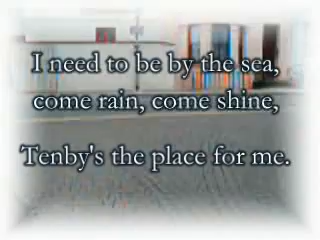 I need to be by the sea,
come rain, come shine,
Tenby's the place for me.